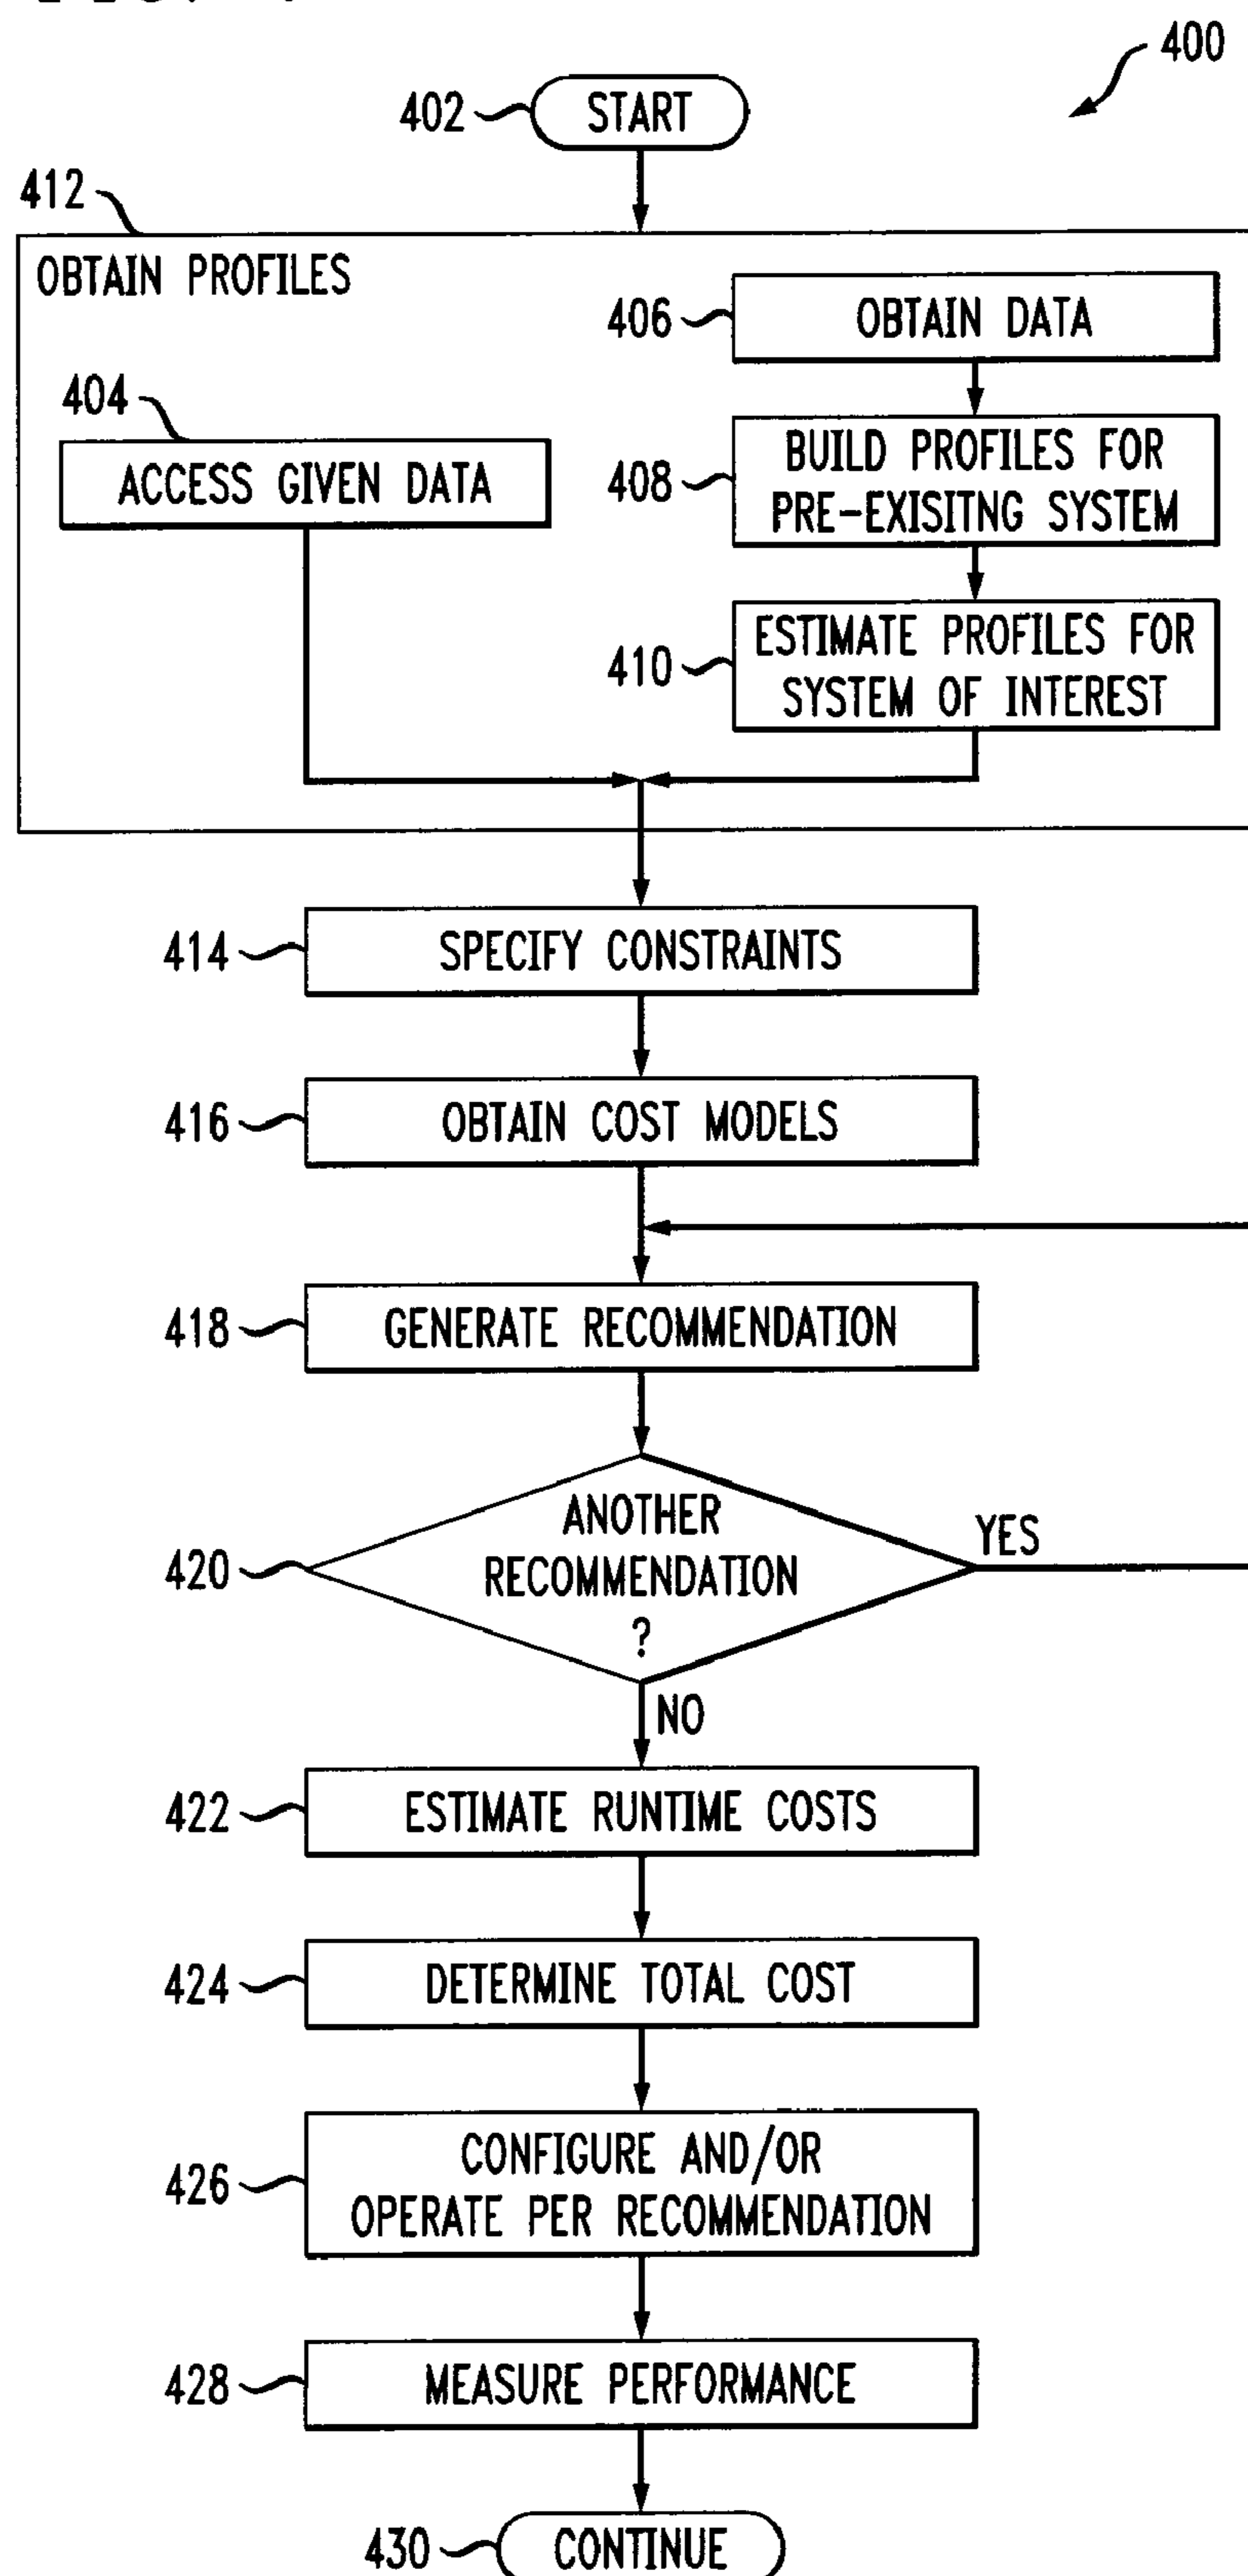 400
402
START
412
OBTAIN PROFILES
406
OBTAIN DATA
404
ACCESS GIVEN DATA
408
BUILD PROFILES FOR
PRE-EXISITNG SYSTEM
410
ESTIMATE PROFILES FOR
SYSTEM OF INTEREST
414
SPECIFY CONSTRAINTS
416
OBTAIN COST MODELS
418
GENERATE RECOMMENDATION
420
ANOTHER
RECOMMENDATION
?
YES
NO
422
ESTIMATE RUNTIME COSTS
424
DETERMINE TOTAL COST
426
CONFIGURE AND/OR
OPERATE PER RECOMMENDATION
428
MEASURE PERFORMANCE
430
CONTINUE